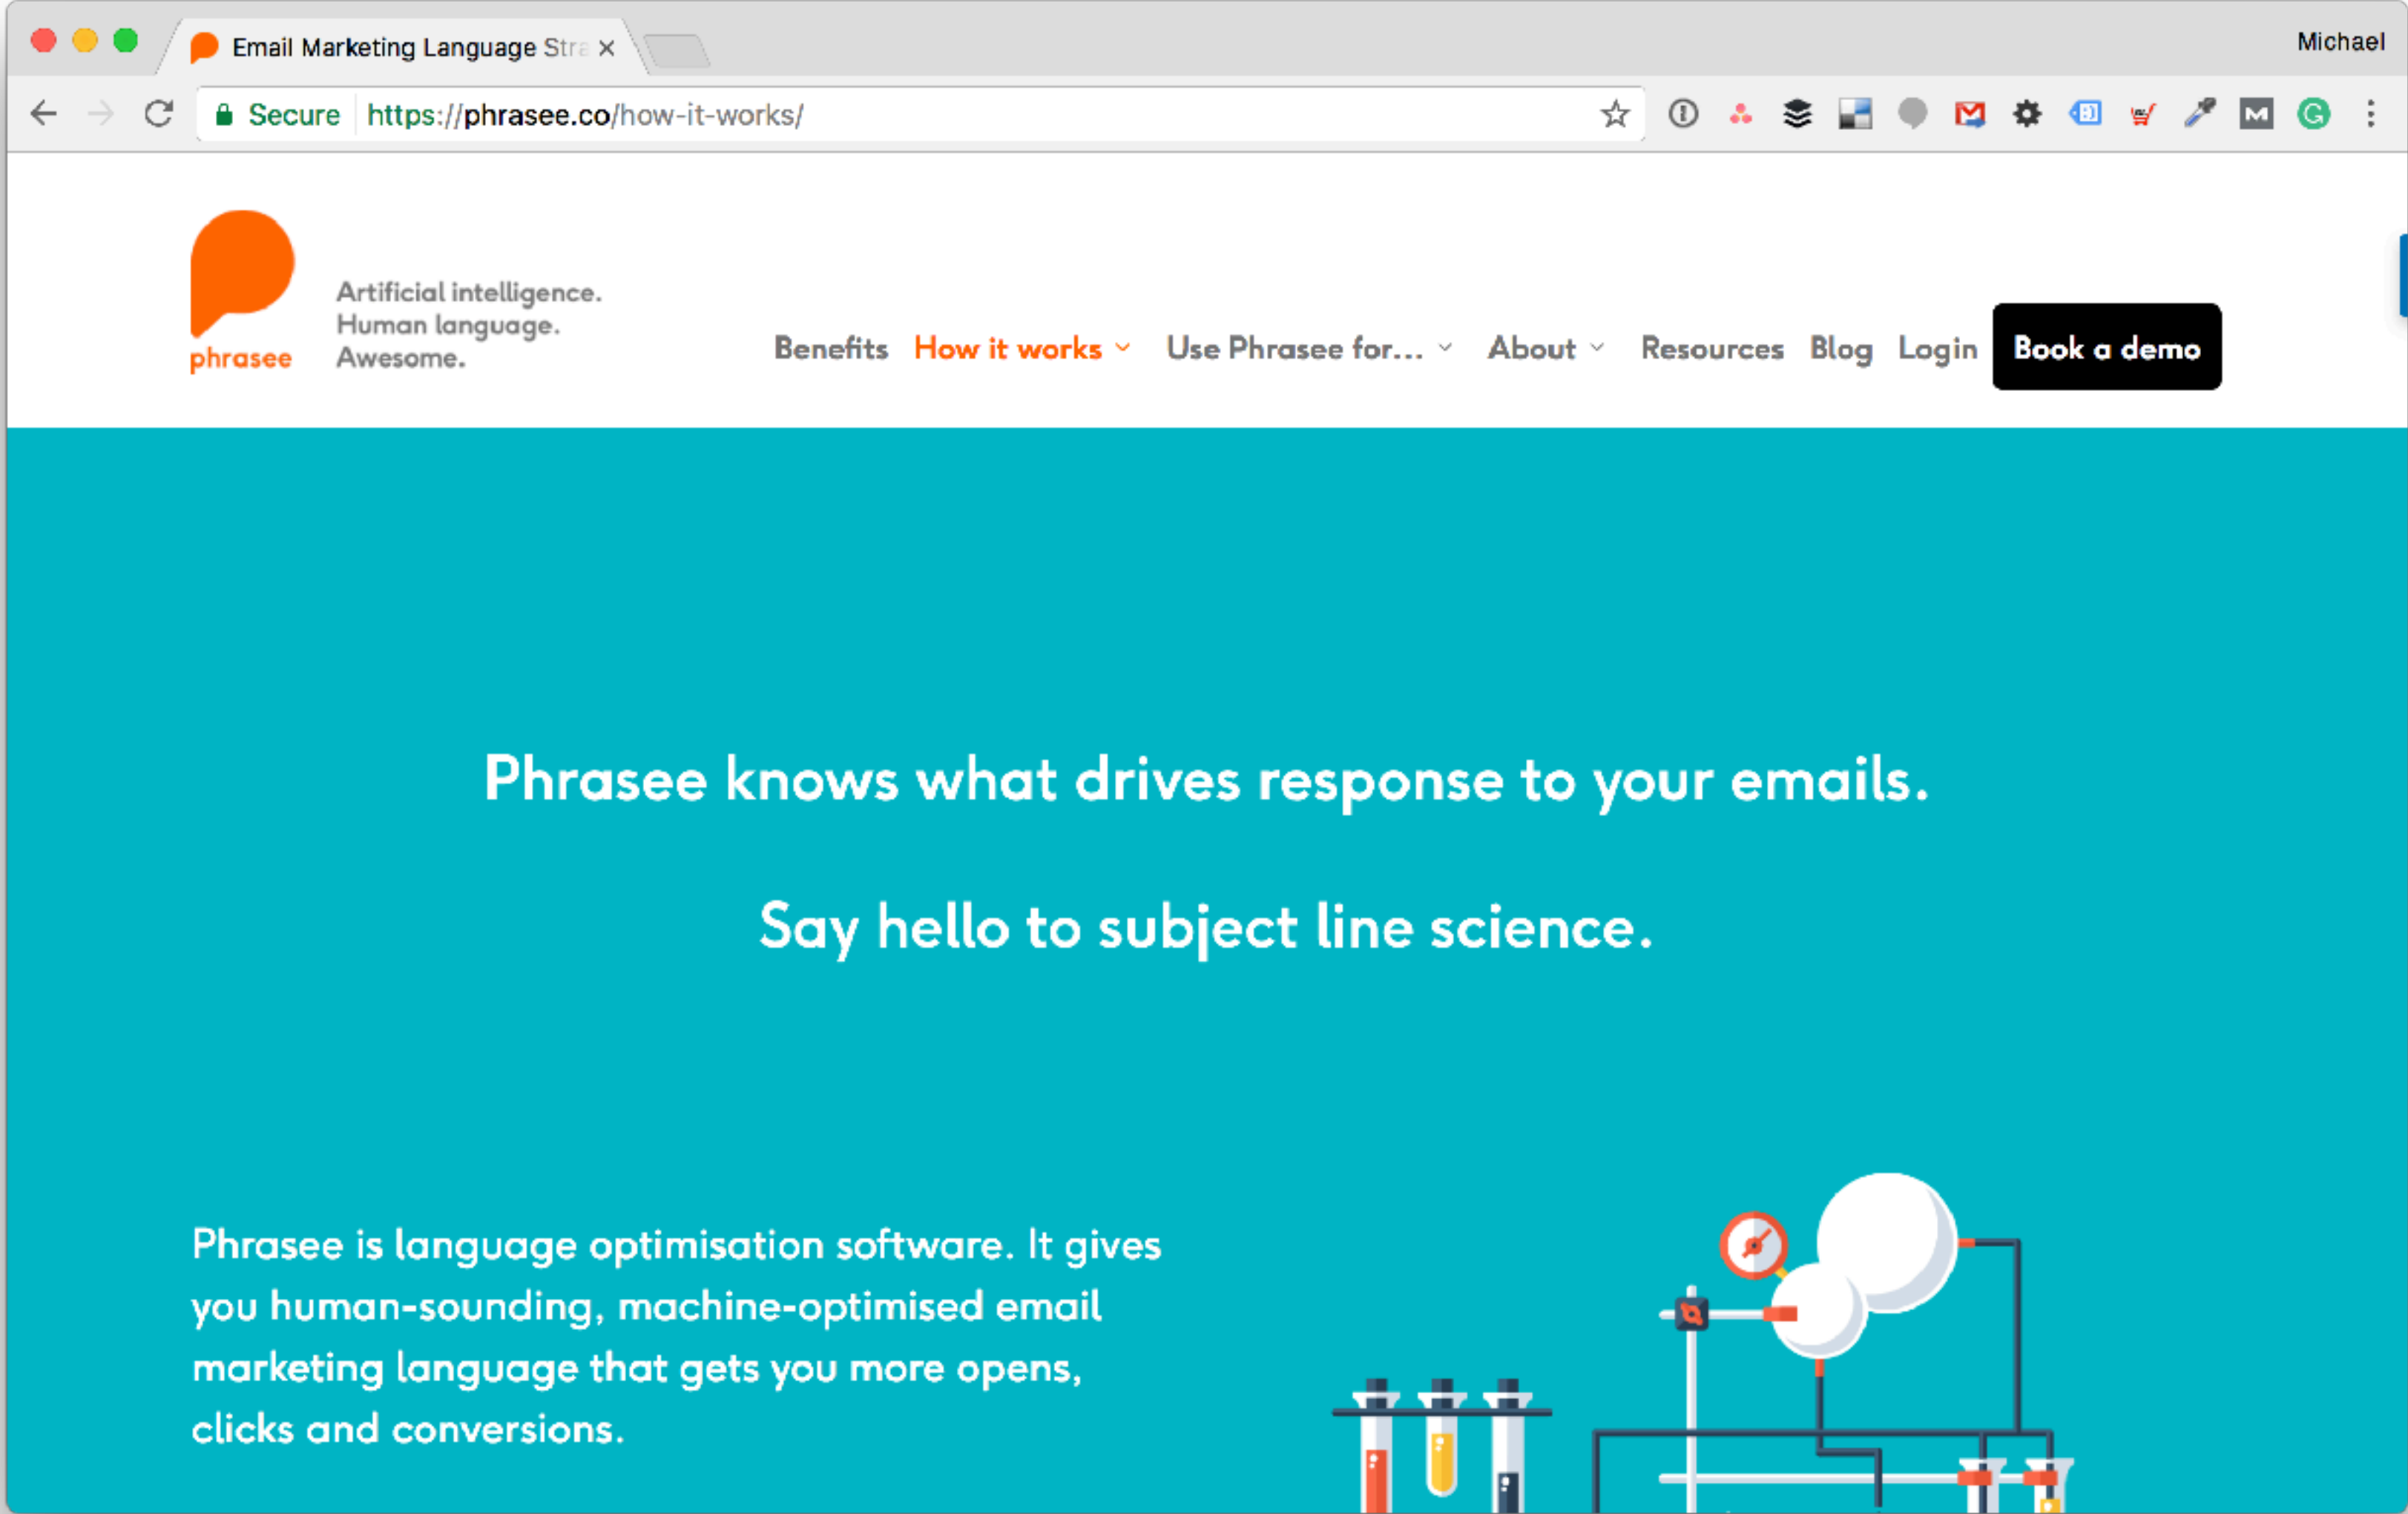 Email Marketing Language Stra
Michael
Secure https://phrasee.co/how-it-works/
phrasee
Artificial intelligence.
Human language.
Awesome.
Benefits How it works Use Phrasee for... About Resources Blog Login Book a demo
Phrasee knows what drives response to your emails.
Say hello to subject line science.
Phrasee is language optimisation software. It gives
you human-sounding, machine-optimised email
marketing language that gets you more opens,
clicks and conversions.